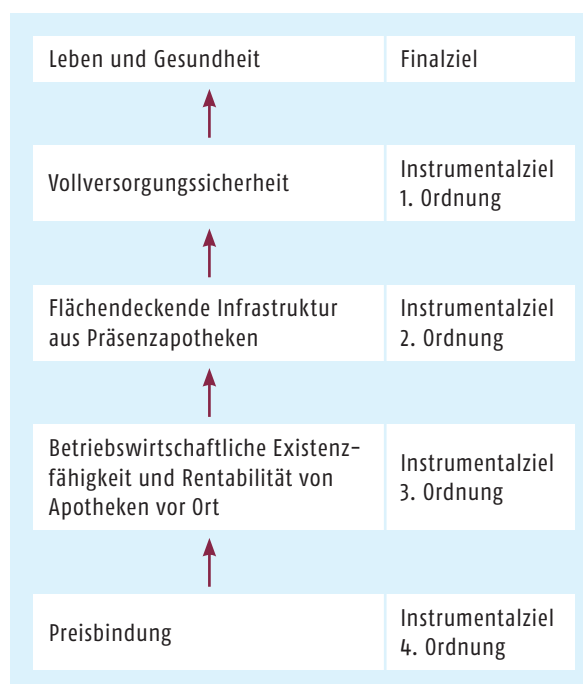 Leben und Gesundheit
Finalziel
Vollversorgungssicherheit
Instrumentalziel
1. Ordnung
Flächendeckende Infrastruktur
aus Präsenzapotheken
Instrumentalziel
2. Ordnung
Betriebswirtschaftliche Existenz-
fähigkeit und Rentabilität von
Apotheken vor Ort
Instrumentalziel
3. Ordnung
Preisbindung
Instrumentalziel
4. Ordnung